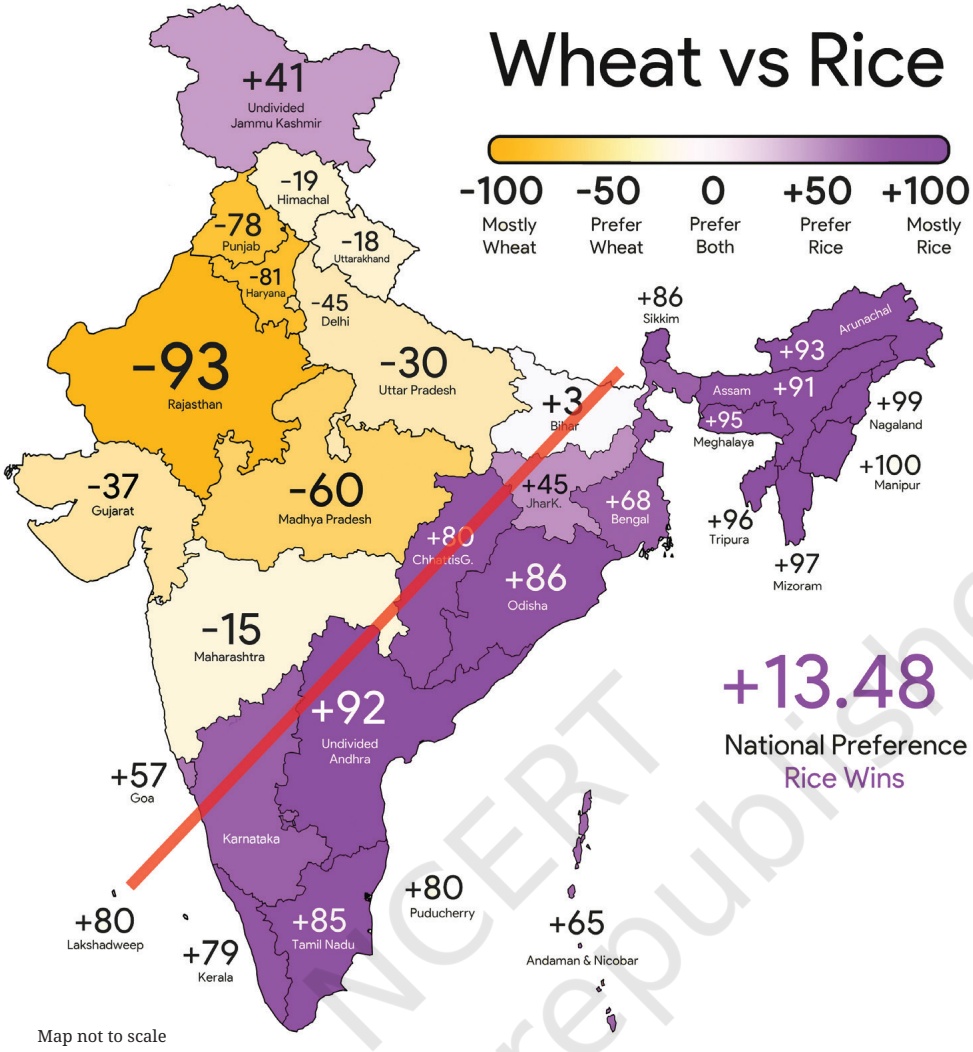 Wheat vs Rice
-100
Mostly
Wheat
-50
Prefer
Wheat
0
Prefer
Both
+50
Prefer
Rice
+100
Mostly
Rice
+41
Undivided
Jammu Kashmir
-19
Himachal
-78
Punjab
-18
Uttarakhand
-81
Haryana
-45
Delhi
-93
Rajasthan
-30
Uttar Pradesh
+3
Bihar
+86
Sikkim
Arunachal
+93
Assam +91
+95
Meghalaya
+99
Nagaland
+100
Manipur
+96
Tripura
+97
Mizoram
-37
Gujarat
-60
Madhya Pradesh
+45
JharK.
+68
Bengal
+80
ChhattisG.
+86
Odisha
-15
Maharashtra
+92
Undivided
Andhra
+57
Goa
Karnataka
+80
Lakshadweep
+79
Kerala
+85
Tamil Nadu
+80
Puducherry
+65
Andaman & Nicobar
+13.48
National Preference
Rice Wins
Map not to scale
NCERT
republishe